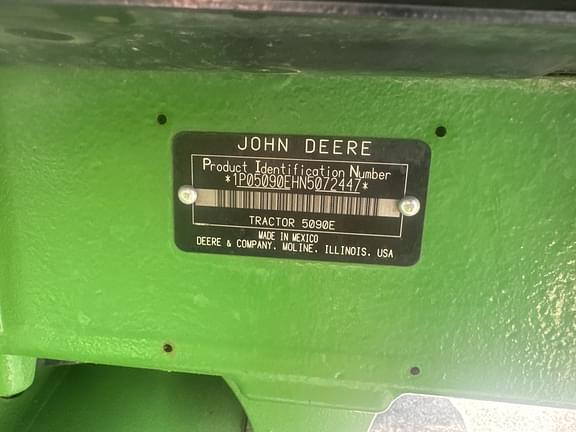 JOHN DEERE
Product Identification Number
*1P05090EHN5072447*
TRACTOR 5090E
MADE IN MEXICO
DEERE & COMPANY. MOLINE, ILLINOIS. USA